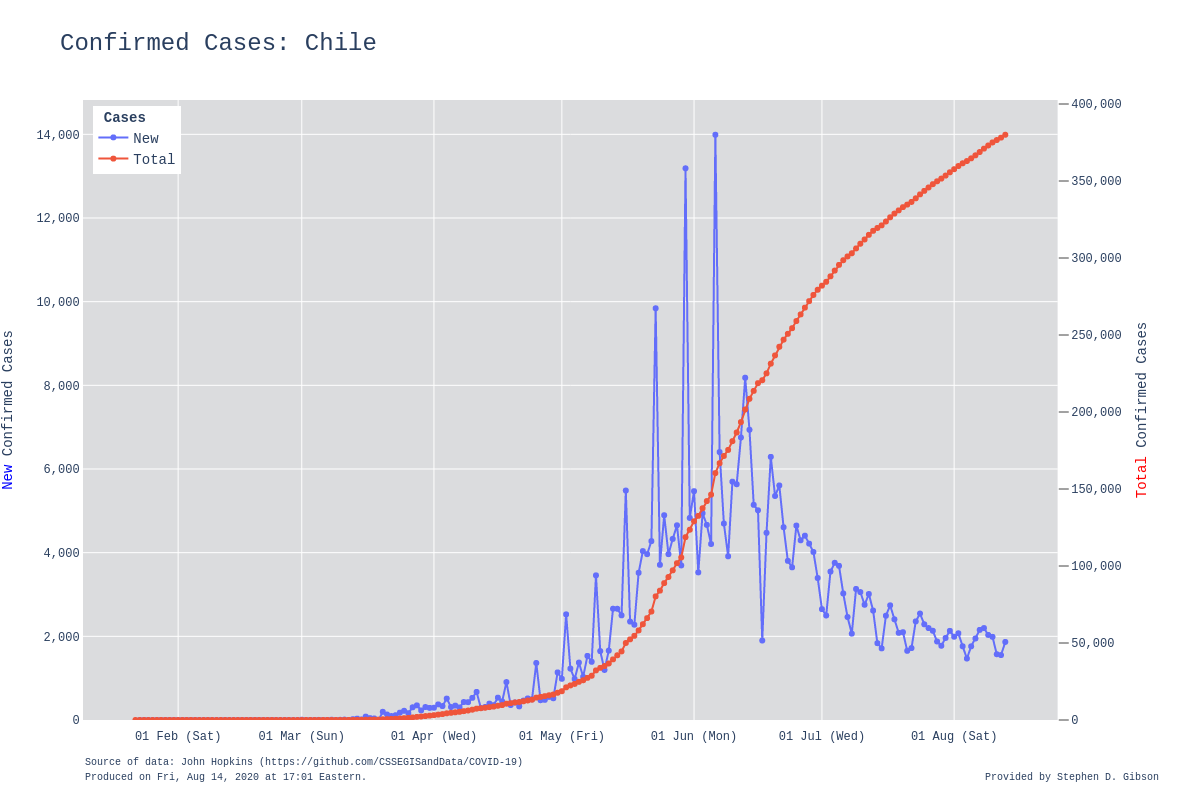 Confirmed Cases: Chile
Cases
New
Total
14,000
12,000
10,000
8,000
6,000
4,000
2,000
0
New Confirmed Cases
400,000
350,000
300,000
250,000
200,000
150,000
100,000
50,000
0
Total Confirmed Cases
01 Feb (Sat) 01 Mar (Sun) 01 Apr (Wed) 01 May (Fri) 01 Jun (Mon) 01 Jul (Wed) 01 Aug (Sat)
Source of data: John Hopkins (https://github.com/CSSEGISandData/COVID-19)
Produced on Fri, Aug 14, 2020 at 17:01 Eastern.
Provided by Stephen D. Gibson